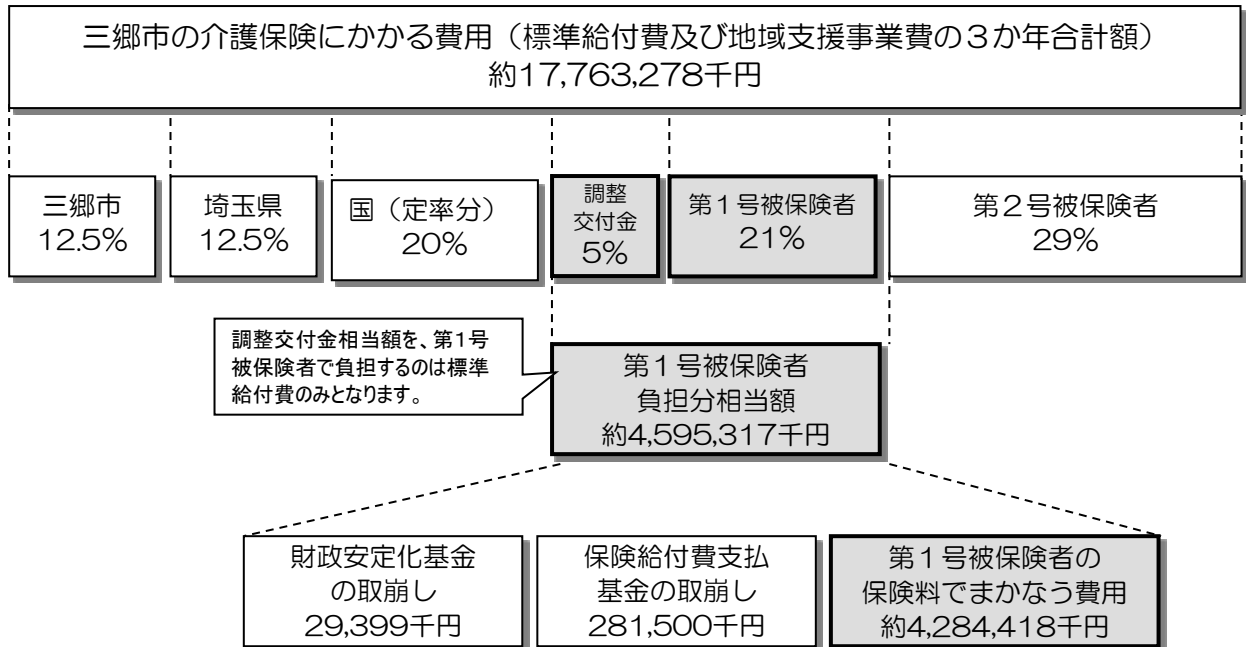 三郷市の介護保険にかかる費用（標準給付費及び地域支援事業費の３か年合計額）
約17,763,278千円
三郷市
12.5%
埼玉県
12.5%
国（定率分）
20%
調整
交付金
5%
第１号被保険者
21%
第２号被保険者
29%
調整交付金相当額を、第１号
被保険者で負担するのは標準
給付費のみとなります。
第１号被保険者
負担分相当額
約4,595,317千円
財政安定化基金
の取崩し
29,399千円
保険給付費支払
基金の取崩し
281,500千円
第１号被保険者の
保険料でまかなう費用
約4,284,418千円